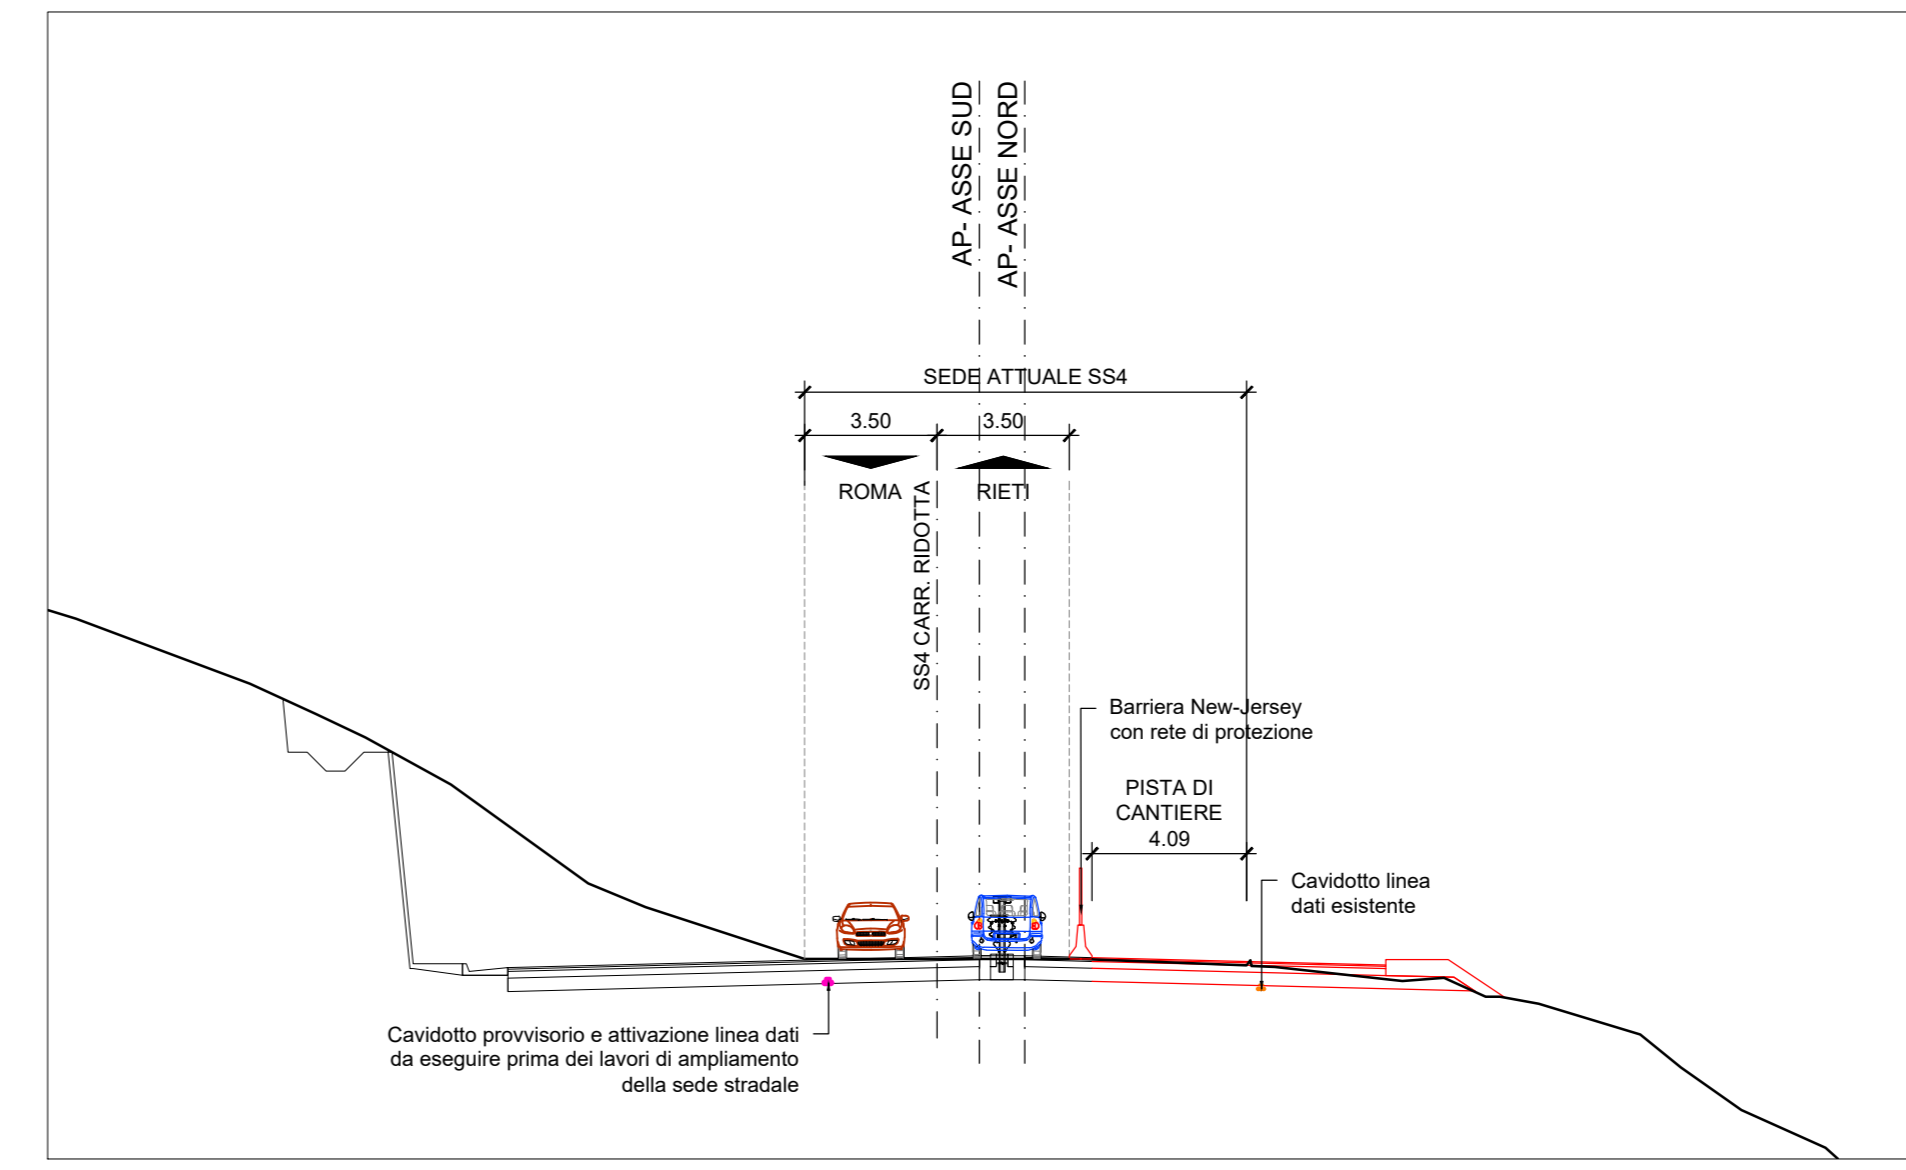 AP- ASSE SUD
AP- ASSE NORD
SEDE ATTUALE SS4
3.50
3.50
ROMA
RIETI
SS4 CARR. RIDOTTA
Barriera New-Jersey
con rete di protezione
PISTA DI
CANTIERE
4.09
Cavidotto linea
dati esistente
Cavidotto provvisorio e attivazione linea dati
da eseguire prima dei lavori di ampliamento
della sede stradale